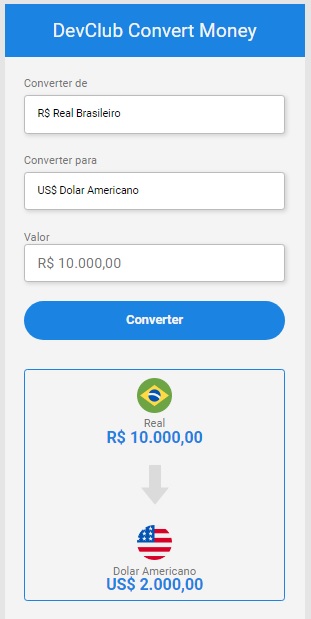 DevClub Convert Money
Converter de
R$ Real Brasileiro
Converter para
US$ Dolar Americano
Valor
R$ 10.000,00
Converter
Real
R$ 10.000,00
Dolar Americano
US$ 2.000,00